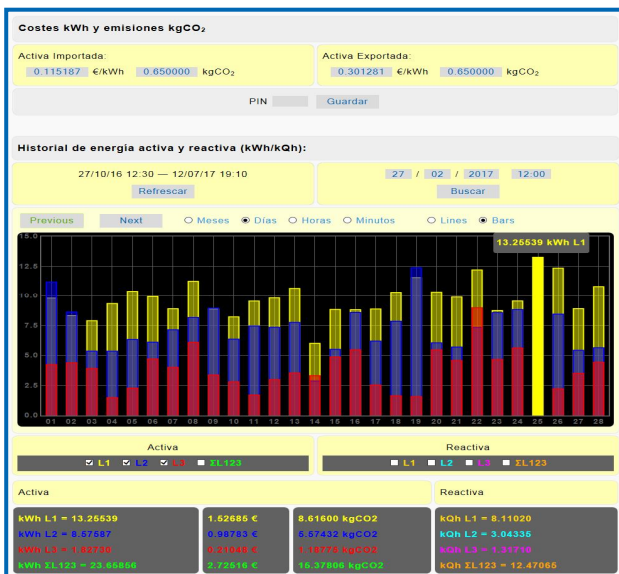 Costes kWh y emisiones kgCO₂
Activa Importada:
0.115187 €/kWh 0.650000 kgCO₂
Activa Exportada:
0.301281 €/kWh 0.650000 kgCO₂
PIN Guardar
Historial de energía activa y reactiva (kWh/kQh):
27/10/16 12:30 — 12/07/17 19:10
Refrescar
27 / 02 / 2017 12:00
Buscar
Previous Next Meses Días Horas Minutos Lines Bars
13.25539 kWh L1
15.0
12.5
10.0
7.5
5.0
2.5
0.0
01 02 03 04 05 06 07 08 09 10 11 12 13 14 15 16 17 18 19 20 21 22 23 24 25 26 27 28
Activa
L1 L2 L3 ΣL123
Reactiva
L1 L2 L3 ΣL123
Activa
Reactiva
kWh L1 = 13.25539 1.52685 € 8.61600 kgCO2 kQh L1 = 8.11020
kWh L2 = 8.57587 0.98783 € 5.57432 kgCO2 kQh L2 = 3.04335
kWh L3 = 1.82730 0.21048 € 1.18775 kgCO2 kQh L3 =
kWh ΣL123 = 23.65856 2.72516 € 15.37806 kgCO2 kQh ΣL123 = 12.47065